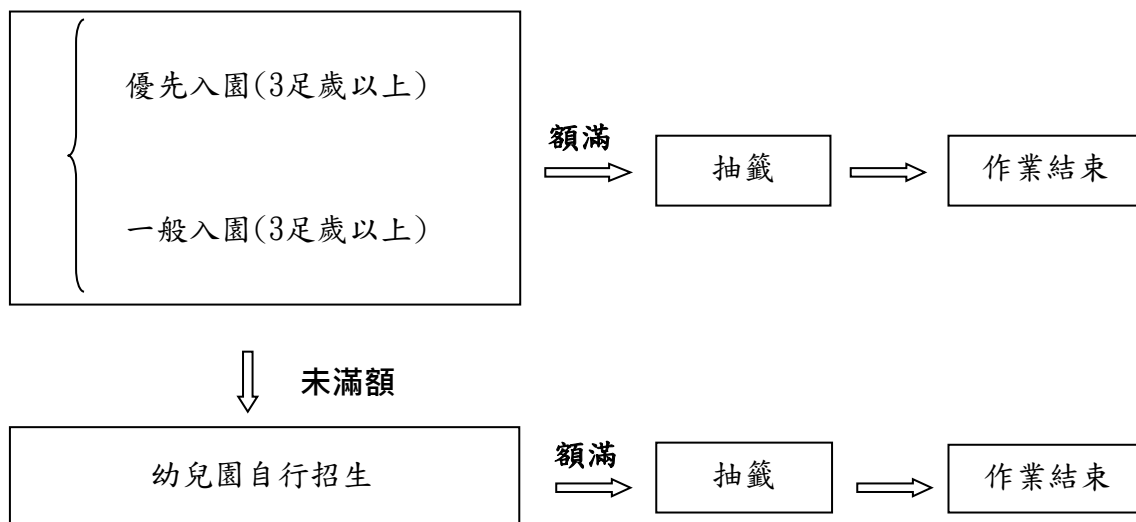 優先入園(3足歲以上)
額滿
抽籤
作業結束
一般入園(3足歲以上)
未滿額
幼兒園自行招生
額滿
抽籤
作業結束